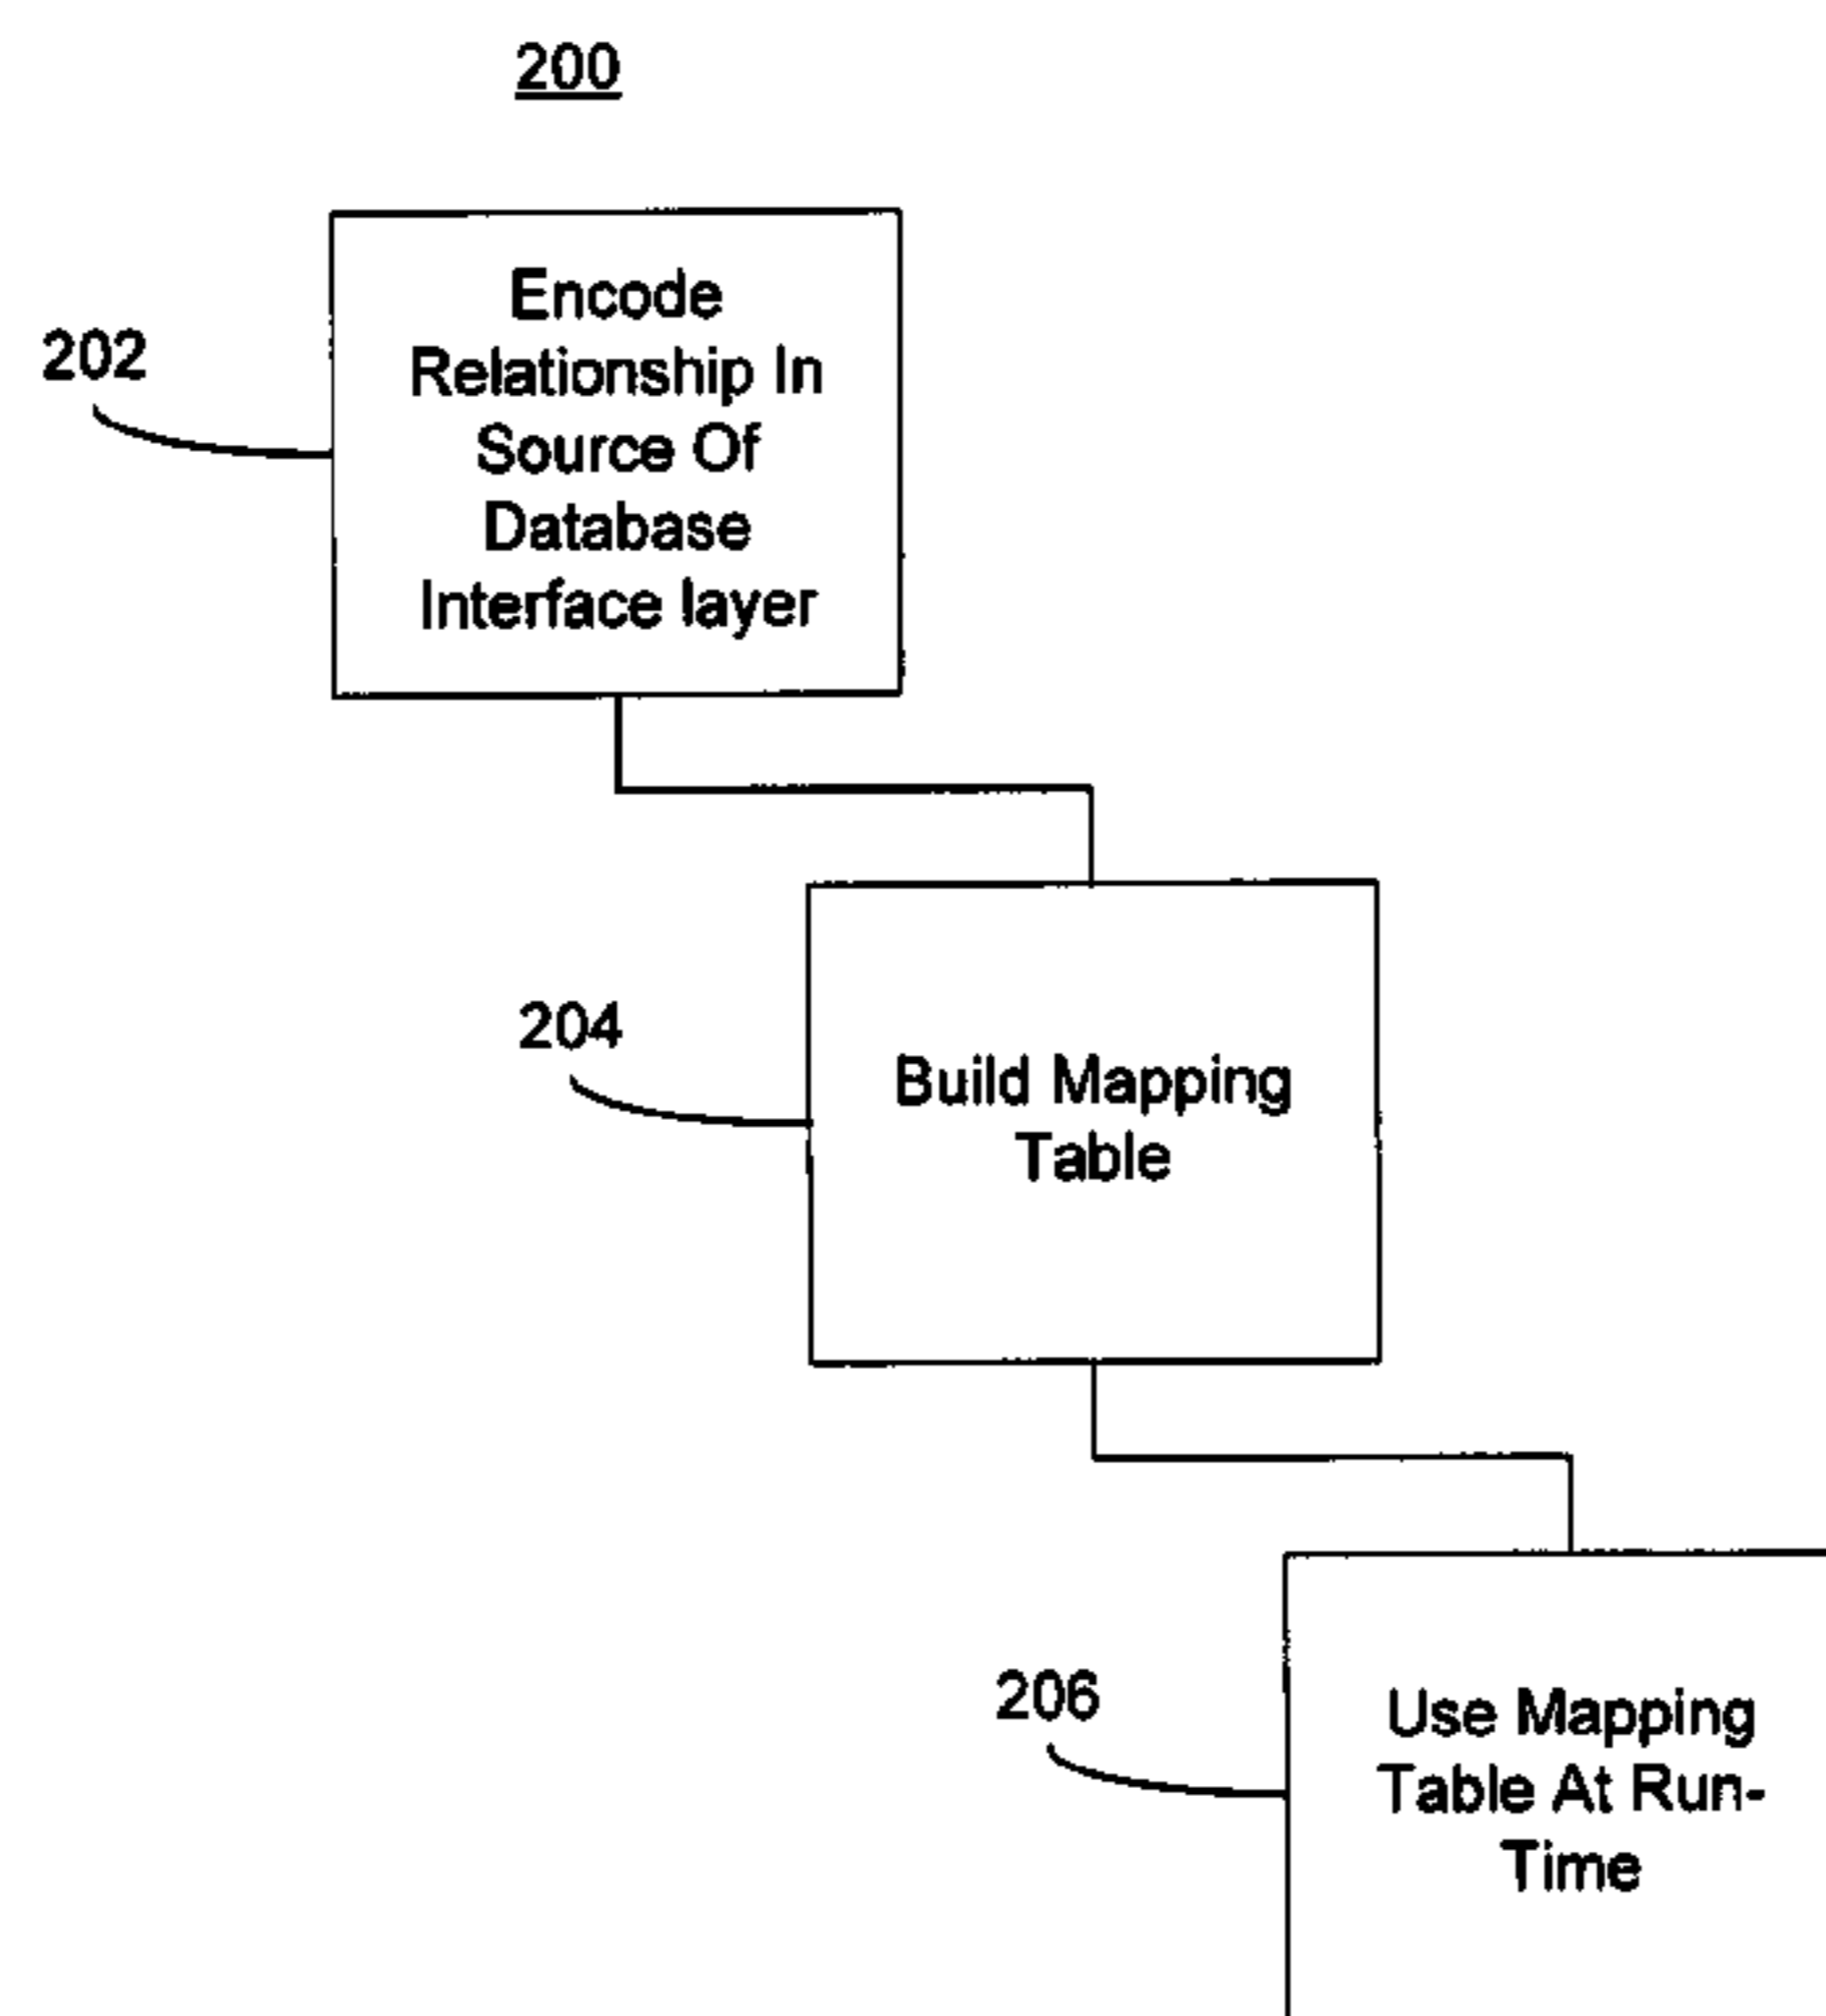 200
202
Encode
Relationship In
Source Of
Database
Interface layer
204
Build Mapping
Table
206
Use Mapping
Table At Run-
Time